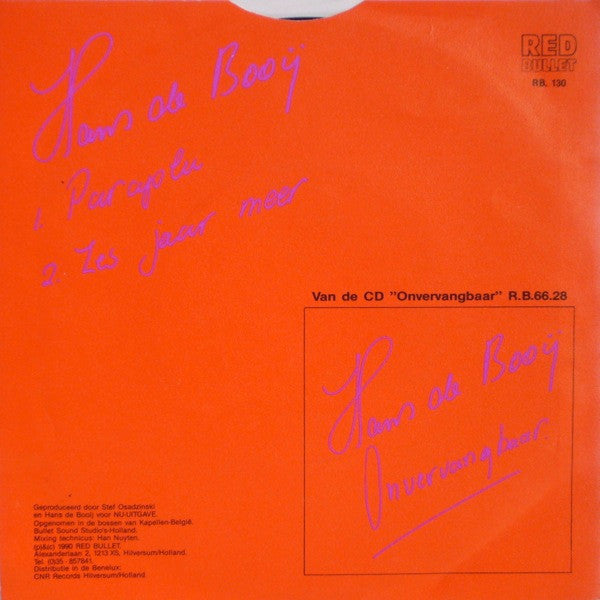 Hans de Booij
1. Paraplu
2. Zes jaar meer
RED
BULLET
RB. 130
Van de CD "Onvervangbaar" R.B.66.28
Hans de Booij
Onvervangbaar.
Geproduceerd door Stef Osadzinski
en Hans de Booij voor NU-UITGAVE.
Opgenomen in de bossen van Kapellen-België.
Bullet Sound Studio's-Holland.
Mixing technicus: Han Nuyten.
(p)&(c) 1990 RED BULLET.
Alexanderlaan 2, 1213 XS, Hilversum/Holland.
Tel. (0)35 - 857841.
Distributie in de Benelux:
CNR Records Hilversum/Holland